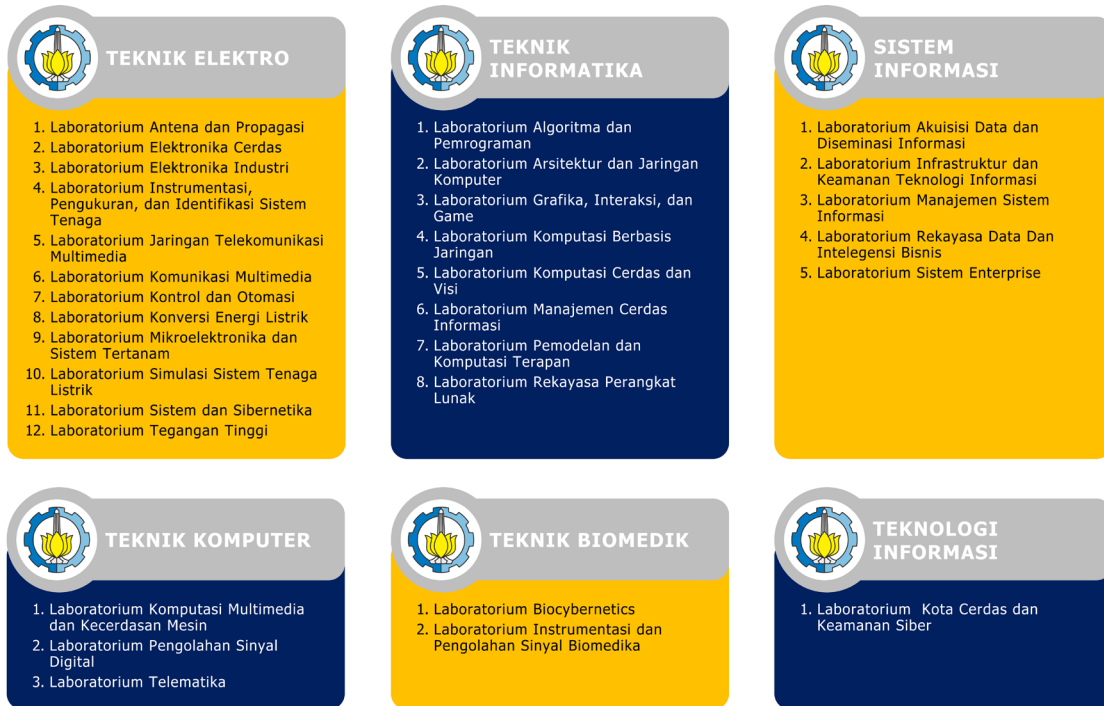 TEKNIK ELEKTRO
1. Laboratorium Antena dan Propagasi
2. Laboratorium Elektronika Cerdas
3. Laboratorium Elektronika Industri
4. Laboratorium Instrumentasi,
Pengukuran, dan Identifikasi Sistem
Tenaga
5. Laboratorium Jaringan Telekomunikasi
Multimedia
6. Laboratorium Komunikasi Multimedia
7. Laboratorium Kontrol dan Otomasi
8. Laboratorium Konversi Energi Listrik
9. Laboratorium Mikroelektronika dan
Sistem Tertanam
10. Laboratorium Simulasi Sistem Tenaga
Listrik
11. Laboratorium Sistem dan Sibernetika
12. Laboratorium Tegangan Tinggi
TEKNIK
INFORMATIKA
1. Laboratorium Algoritma dan
Pemrograman
2. Laboratorium Arsitektur dan Jaringan
Komputer
3. Laboratorium Grafika, Interaksi, dan
Game
4. Laboratorium Komputasi Berbasis
Jaringan
5. Laboratorium Komputasi Cerdas dan
Visi
6. Laboratorium Manajemen Cerdas
Informasi
7. Laboratorium Pemodelan dan
Komputasi Terapan
8. Laboratorium Rekayasa Perangkat
Lunak
SISTEM
INFORMASI
1. Laboratorium Akuisisi Data dan
Diseminasi Informasi
2. Laboratorium Infrastruktur dan
Keamanan Teknologi Informasi
3. Laboratorium Manajemen Sistem
Informasi
4. Laboratorium Rekayasa Data Dan
Intelegensi Bisnis
5. Laboratorium Sistem Enterprise
TEKNIK KOMPUTER
1. Laboratorium Komputasi Multimedia
dan Kecerdasan Mesin
2. Laboratorium Pengolahan Sinyal
Digital
3. Laboratorium Telematika
TEKNIK BIOMEDIK
1. Laboratorium Biocybernetics
2. Laboratorium Instrumentasi dan
Pengolahan Sinyal Biomedika
TEKNOLOGI
INFORMASI
1. Laboratorium Kota Cerdas dan
Keamanan Siber